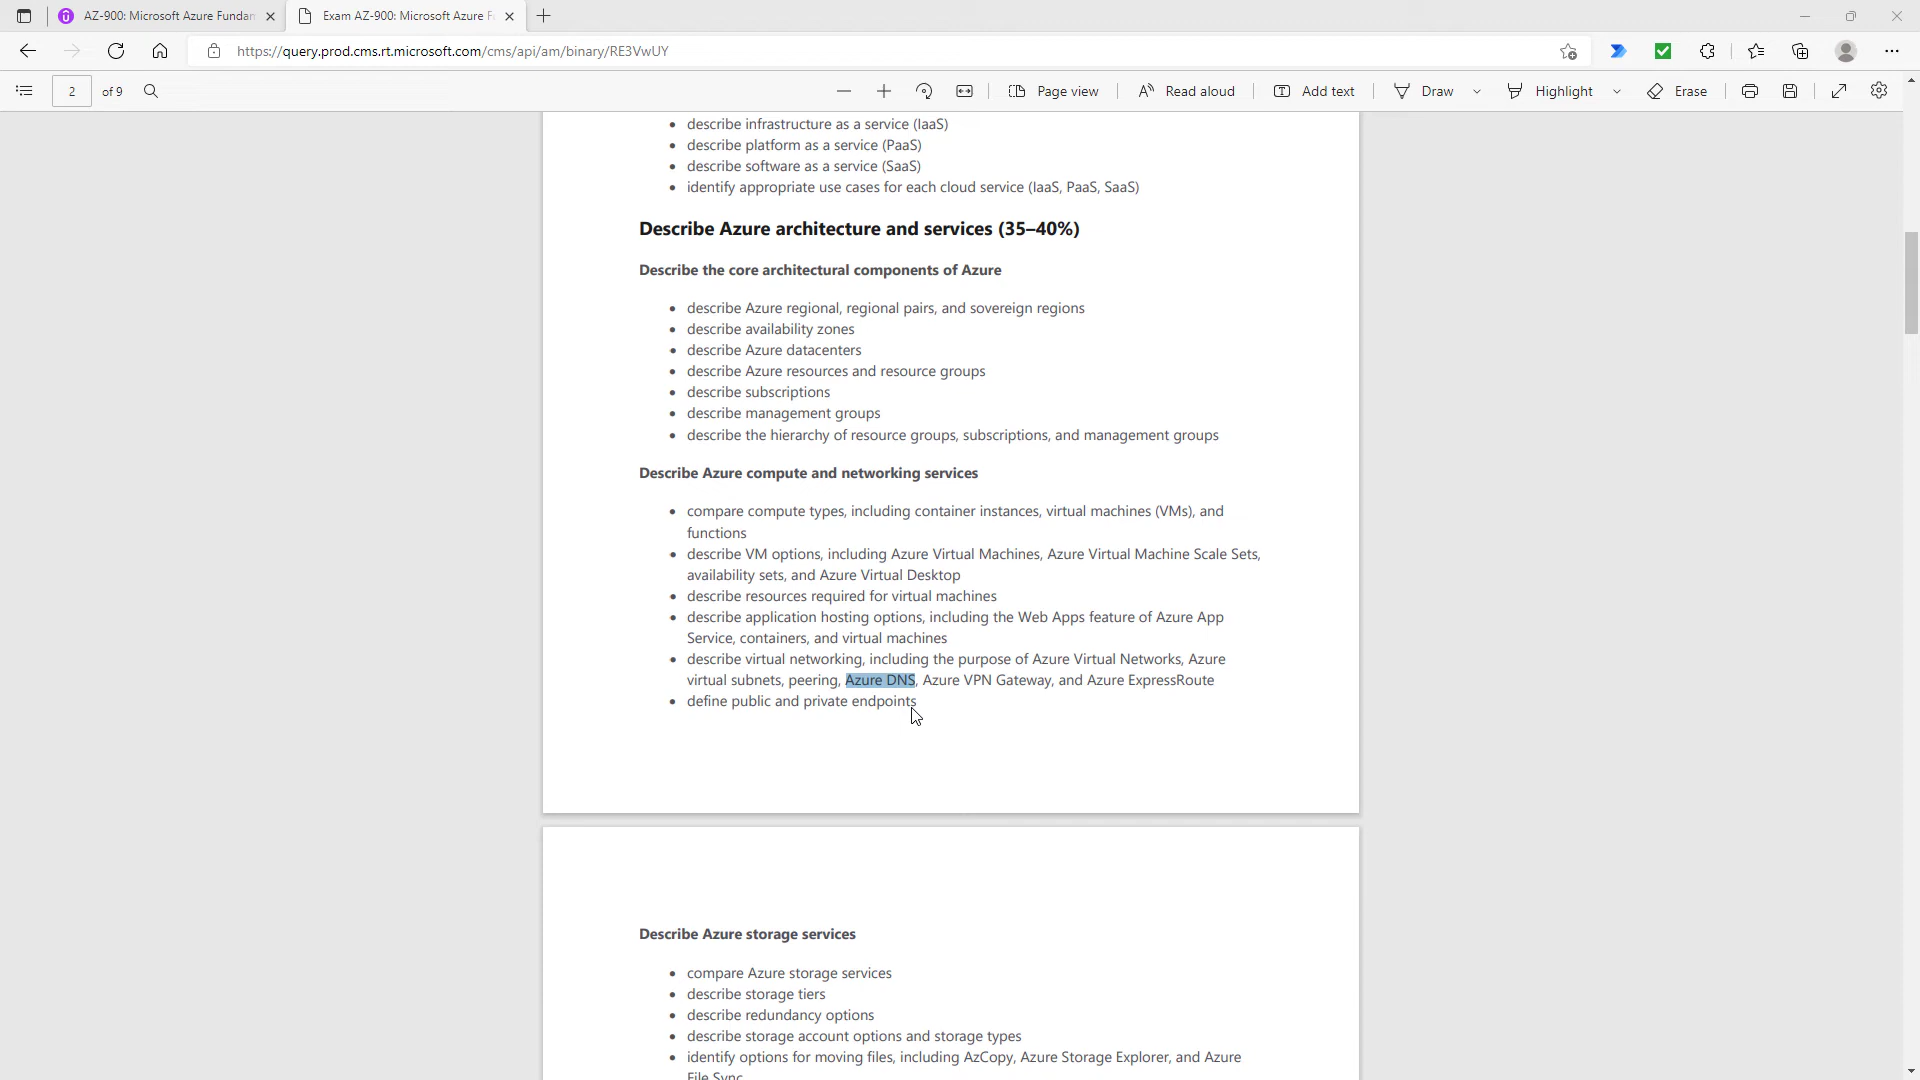 AZ-900: Microsoft Azure Fundam
Exam AZ-900: Microsoft Azure F
https://query.prod.cms.rt.microsoft.com/cms/api/am/binary/RE3VwUY
2 of 9
Page view
Read aloud
Add text
Draw
Highlight
Erase
• describe infrastructure as a service (IaaS)
• describe platform as a service (PaaS)
• describe software as a service (SaaS)
• identify appropriate use cases for each cloud service (IaaS, PaaS, SaaS)
Describe Azure architecture and services (35–40%)
Describe the core architectural components of Azure
• describe Azure regional, regional pairs, and sovereign regions
• describe availability zones
• describe Azure datacenters
• describe Azure resources and resource groups
• describe subscriptions
• describe management groups
• describe the hierarchy of resource groups, subscriptions, and management groups
Describe Azure compute and networking services
• compare compute types, including container instances, virtual machines (VMs), and
functions
• describe VM options, including Azure Virtual Machines, Azure Virtual Machine Scale Sets,
availability sets, and Azure Virtual Desktop
• describe resources required for virtual machines
• describe application hosting options, including the Web Apps feature of Azure App
Service, containers, and virtual machines
• describe virtual networking, including the purpose of Azure Virtual Networks, Azure
virtual subnets, peering, Azure DNS, Azure VPN Gateway, and Azure ExpressRoute
• define public and private endpoints
Describe Azure storage services
• compare Azure storage services
• describe storage tiers
• describe redundancy options
• describe storage account options and storage types
• identify options for moving files, including AzCopy, Azure Storage Explorer, and Azure
File Sync